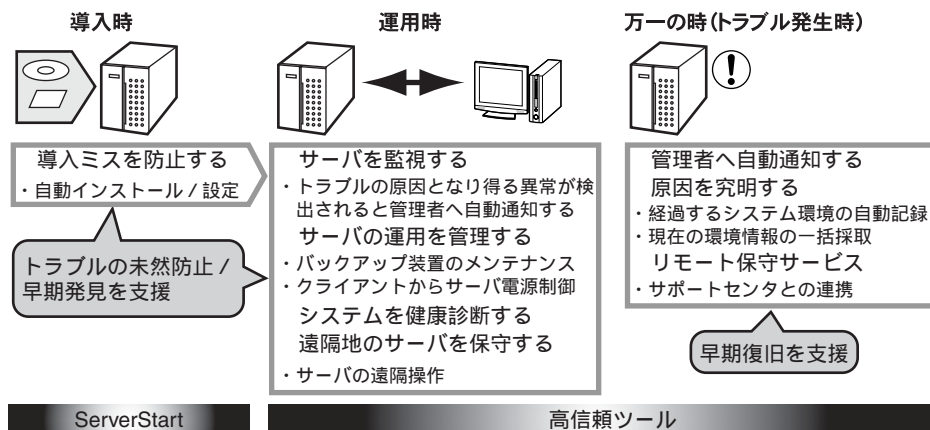 導入時
導入ミスを防止する
・自動インストール / 設定
トラブルの未然防止 /
早期発見を支援
運用時
サーバを監視する
・トラブルの原因となり得る異常が検
出されると管理者へ自動通知する
サーバの運用を管理する
・バックアップ装置のメンテナンス
・クライアントからサーバ電源制御
システムを健康診断する
遠隔地のサーバを保守する
・サーバの遠隔操作
万一の時(トラブル発生時)
管理者へ自動通知する
原因を究明する
・経過するシステム環境の自動記録
・現在の環境情報の一括採取
リモート保守サービス
・サポートセンタとの連携
早期復旧を支援
ServerStart
高信頼ツール